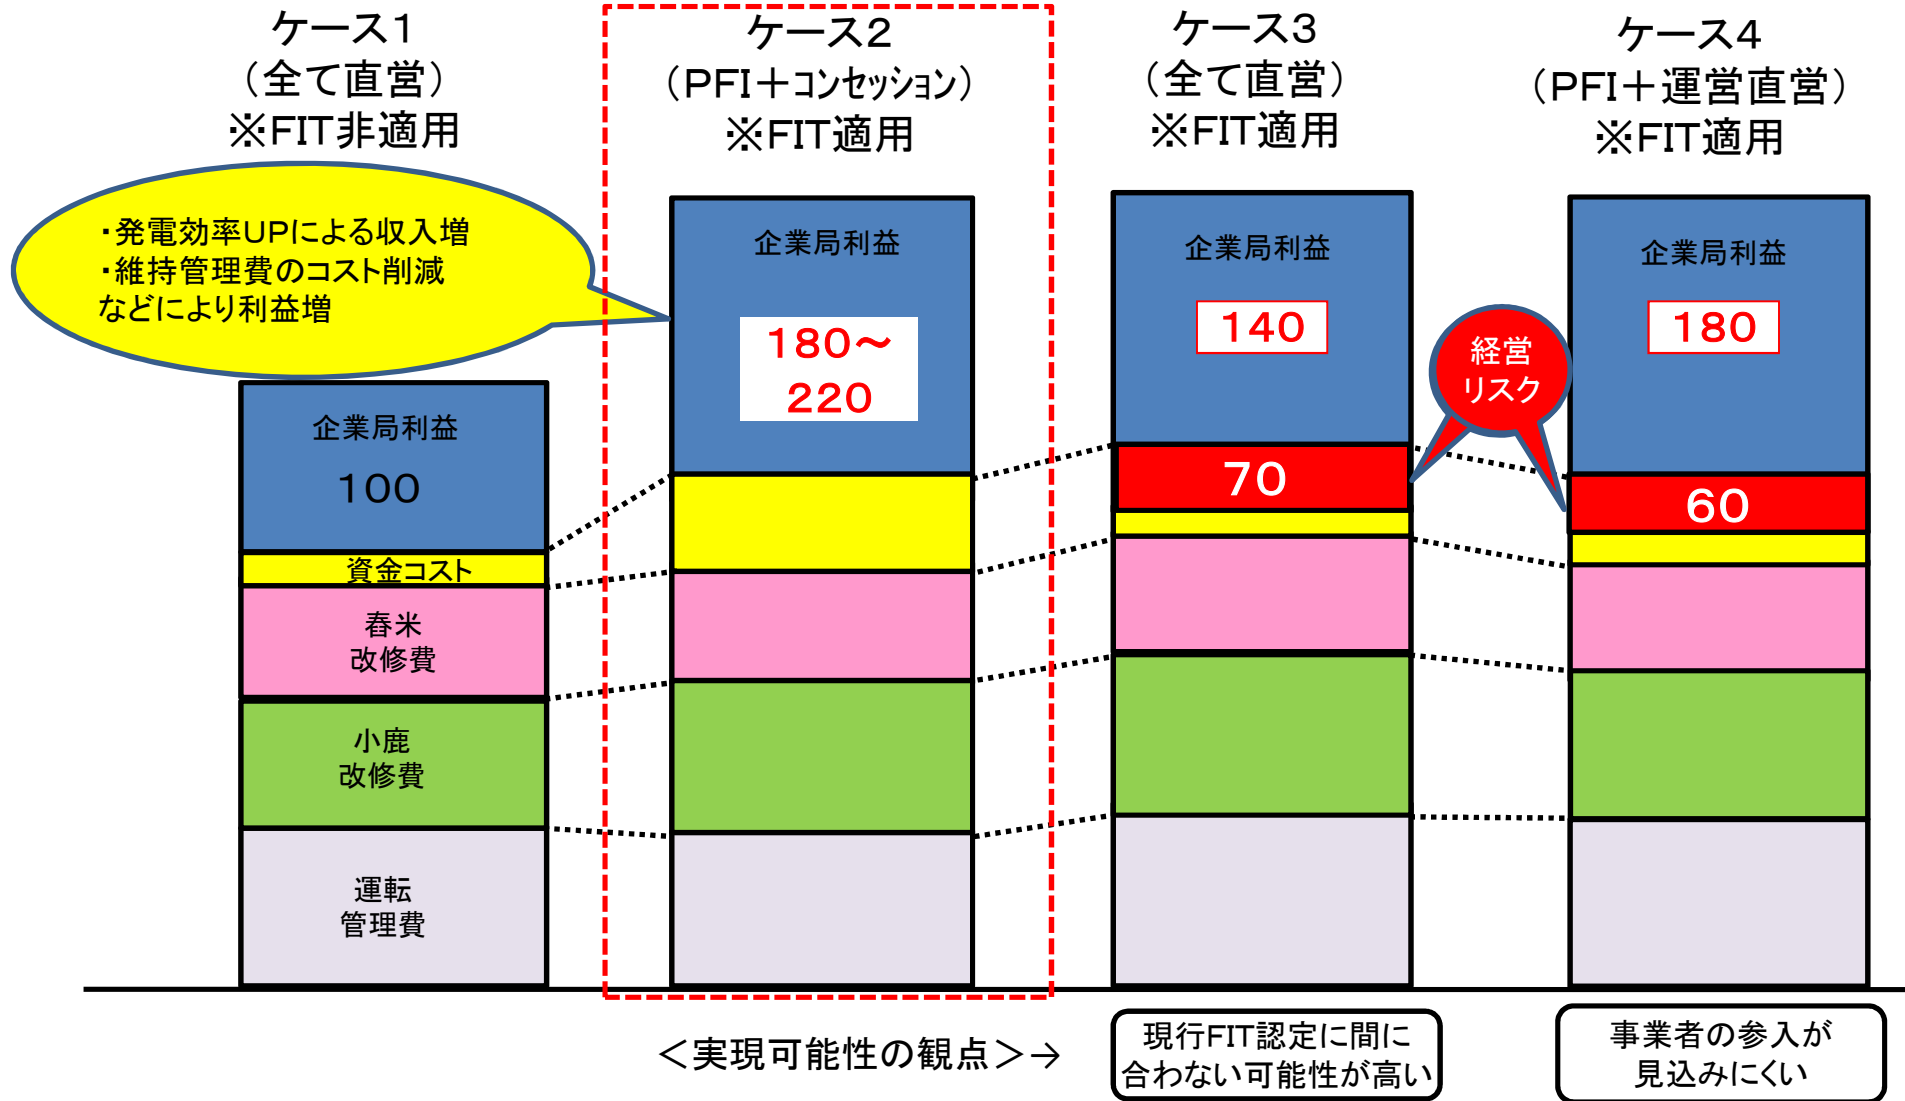 ケース1
（全て直営）
※FIT非適用
ケース2
（PFI＋コンセッション）
※FIT適用
ケース3
（全て直営）
※FIT適用
ケース4
（PFI＋運営直営）
※FIT適用
・発電効率UPによる収入増
・維持管理費のコスト削減
などにより利益増
企業局利益
100
資金コスト
舂米
改修費
小鹿
改修費
運転
管理費
企業局利益
180～
220
企業局利益
140
70
経営
リスク
企業局利益
180
60
＜実現可能性の観点＞→
現行FIT認定に間に
合わない可能性が高い
事業者の参入が
見込みにくい